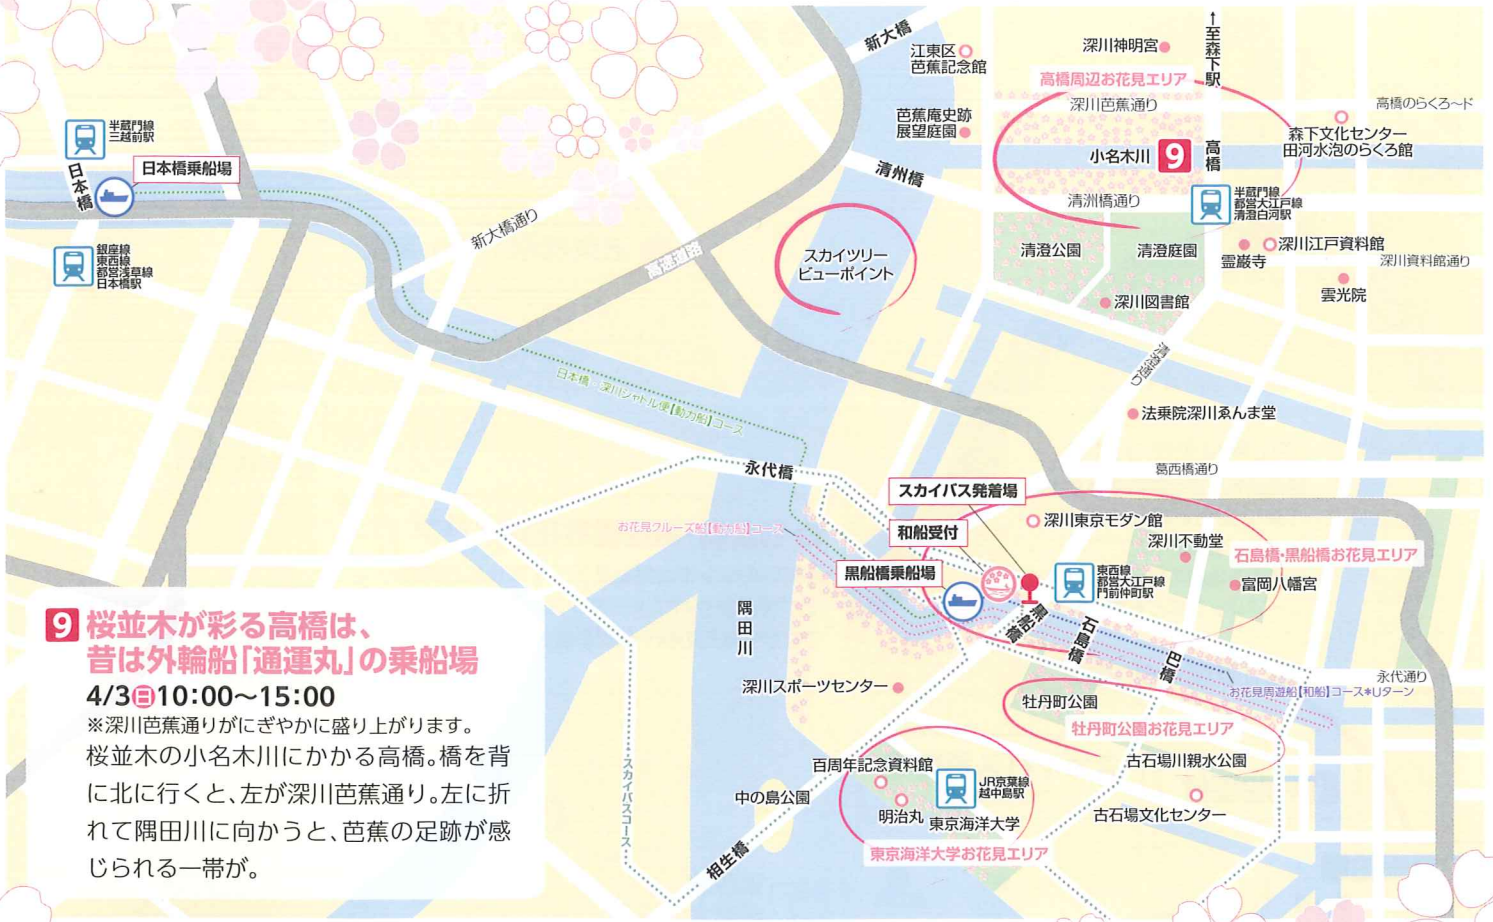 新大橋
江東区
芭蕉記念館
深川神明宮
↑至森下駅
高橋周辺お花見エリア
深川芭蕉通り
高橋のらくろ〜ド
芭蕉庵史跡
展望庭園
小名木川
9
高橋
森下文化センター
田河水泡のらくろ館
半蔵門線
三越前駅
日本橋
日本橋乗船場
清州橋
清洲橋通り
半蔵門線
都営大江戸線
清澄白河駅
新大橋通り
高速道路
スカイツリー
ビューポイント
清澄公園
清澄庭園
霊巌寺
深川江戸資料館
深川資料館通り
雲光院
深川図書館
銀座線
東西線
都営浅草線
日本橋駅
清澄通り
日本橋 深川シャトル便【動力船】コース
法乗院深川ゑんま堂
永代橋
葛西橋通り
スカイバス発着場
お花見クルーズ船【動力船】コース
和船受付
深川東京モダン館
深川不動堂
石島橋・黒船橋お花見エリア
黒船橋乗船場
東西線
都営大江戸線
門前仲町駅
富岡八幡宮
黒船橋
石島橋
巴橋
隅田川
永代通り
お花見周遊船【和船】コース*Uターン
深川スポーツセンター
牡丹町公園
牡丹町公園お花見エリア
古石場川親水公園
百周年記念資料館
JR京葉線
越中島駅
明治丸
東京海洋大学
中の島公園
古石場文化センター
東京海洋大学お花見エリア
相生橋
スカイバスコース
9 桜並木が彩る高橋は、
昔は外輪船「通運丸」の乗船場
4/3日10:00〜15:00
※深川芭蕉通りがにぎやかに盛り上がります。
桜並木の小名木川にかかる高橋。橋を背
に北に行くと、左が深川芭蕉通り。左に折
れて隅田川に向かうと、芭蕉の足跡が感
じられる一帯が。